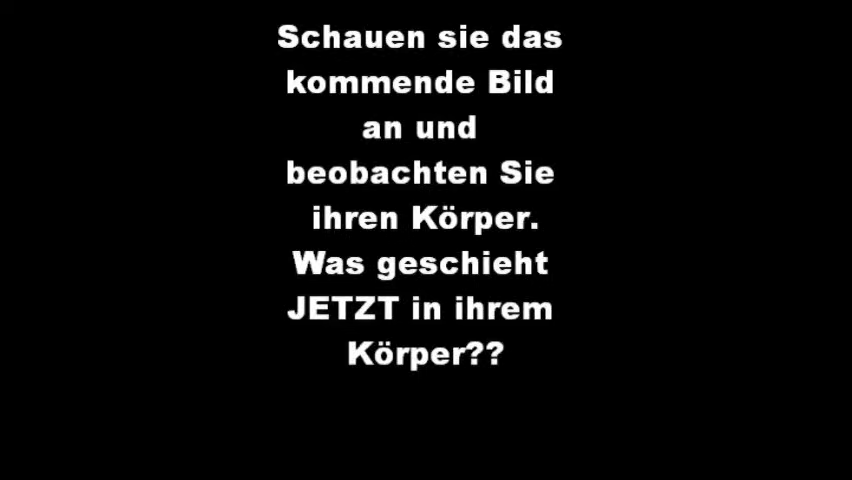 Schauen sie das
kommende Bild
an und
beobachten Sie
ihren Körper.
Was geschieht
JETZT in ihrem
Körper??